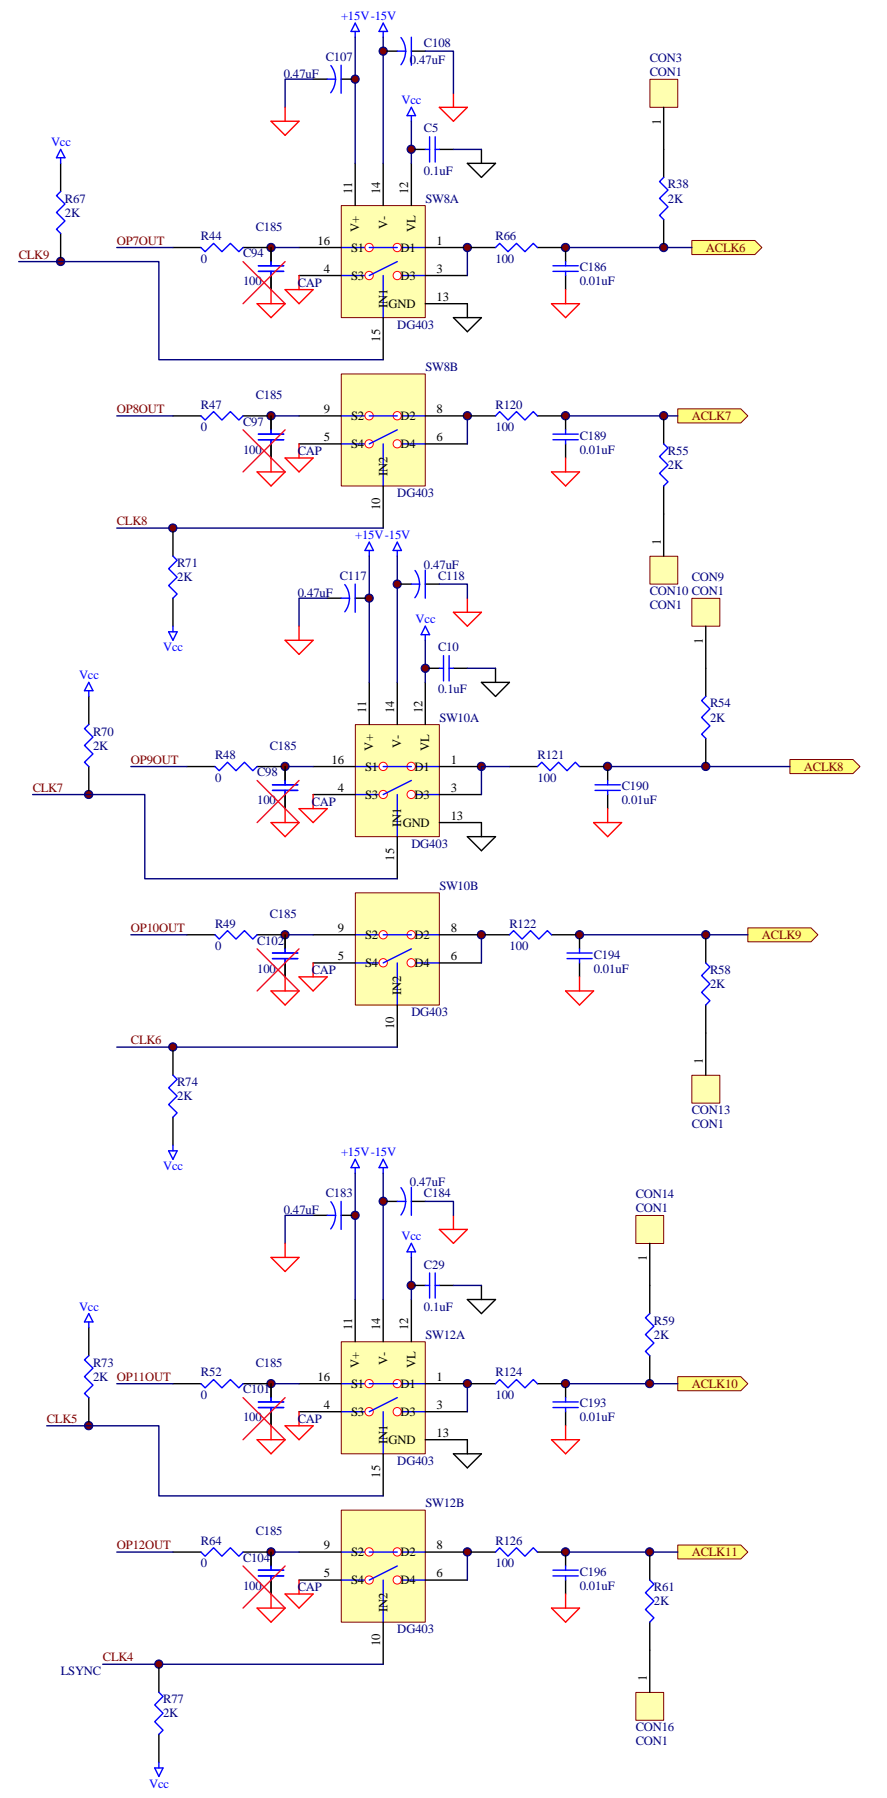 +15V -15V
C107
C108
0.47uF
0.47uF
CON3
CON1
1
Vcc
C5
0.1uF
Vcc
R67
2K
11
14
12
SW8A
V+
V-
VL
R38
2K
OP7OUT
R44
0
C185
C94
100
CAP
16
S1
D1
1
4
S3
D3
3
IN1
GND
13
15
DG403
R66
100
C186
0.01uF
ACLK6
CLK9
SW8B
OP8OUT
R47
0
C185
C97
100
CAP
9
S2
D2
8
5
S4
D4
6
IN2
10
DG403
R120
100
C189
0.01uF
ACLK7
R55
2K
1
CON10
CON1
CLK8
R71
2K
Vcc
+15V -15V
C117
0.47uF
0.47uF
C118
CON9
CON1
1
Vcc
C10
0.1uF
Vcc
R70
2K
11
14
12
SW10A
V+
V-
VL
R54
2K
OP9OUT
R48
0
C185
C98
100
CAP
16
S1
D1
1
4
S3
D3
3
IN1
GND
13
15
DG403
R121
100
C190
0.01uF
ACLK8
CLK7
SW10B
OP10OUT
R49
0
C185
C102
100
CAP
9
S2
D2
8
5
S4
D4
6
IN2
10
DG403
R122
100
C194
0.01uF
ACLK9
R58
2K
1
CON13
CON1
CLK6
R74
2K
Vcc
+15V -15V
C183
0.47uF
0.47uF
C184
CON14
CON1
1
Vcc
C29
0.1uF
Vcc
R73
2K
11
14
12
SW12A
V+
V-
VL
R59
2K
OP11OUT
R52
0
C185
C101
100
CAP
16
S1
D1
1
4
S3
D3
3
IN1
GND
13
15
DG403
R124
100
C193
0.01uF
ACLK10
CLK5
SW12B
OP12OUT
R64
0
C185
C104
100
CAP
9
S2
D2
8
5
S4
D4
6
IN2
10
DG403
R126
100
C196
0.01uF
ACLK11
R61
2K
1
CON16
CON1
CLK4
LSYNC
R77
2K
Vcc